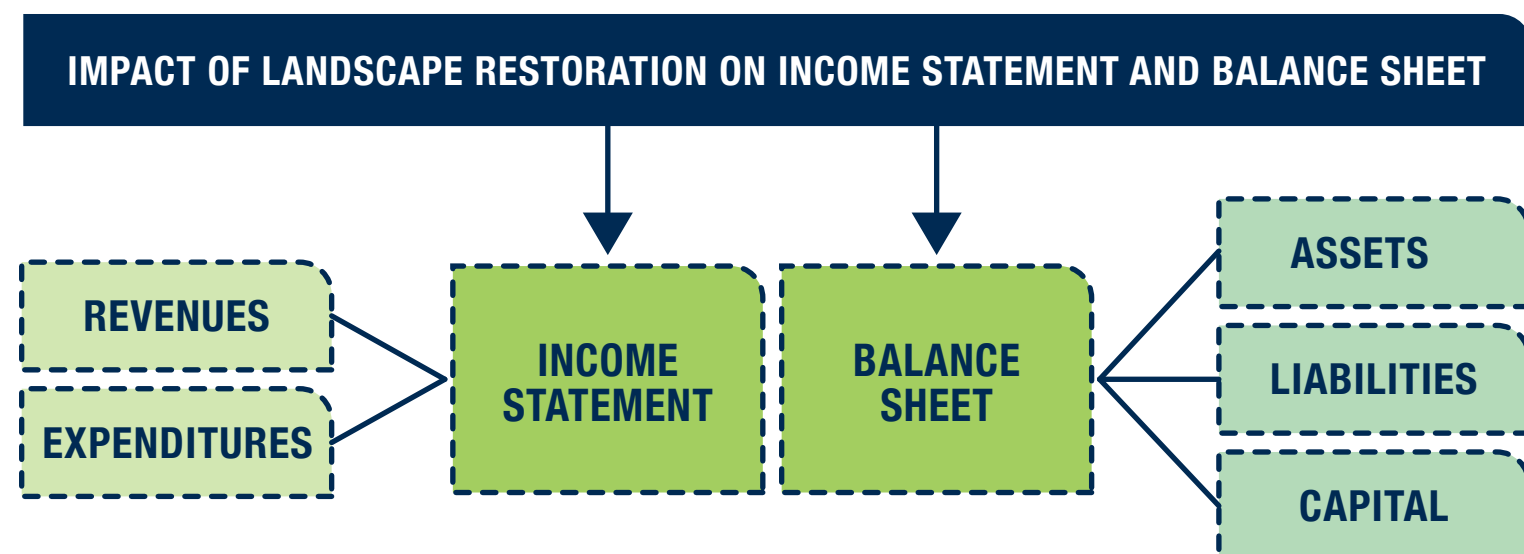 IMPACT OF LANDSCAPE RESTORATION ON INCOME STATEMENT AND BALANCE SHEET
REVENUES
EXPENDITURES
INCOME
STATEMENT
BALANCE
SHEET
ASSETS
LIABILITIES
CAPITAL